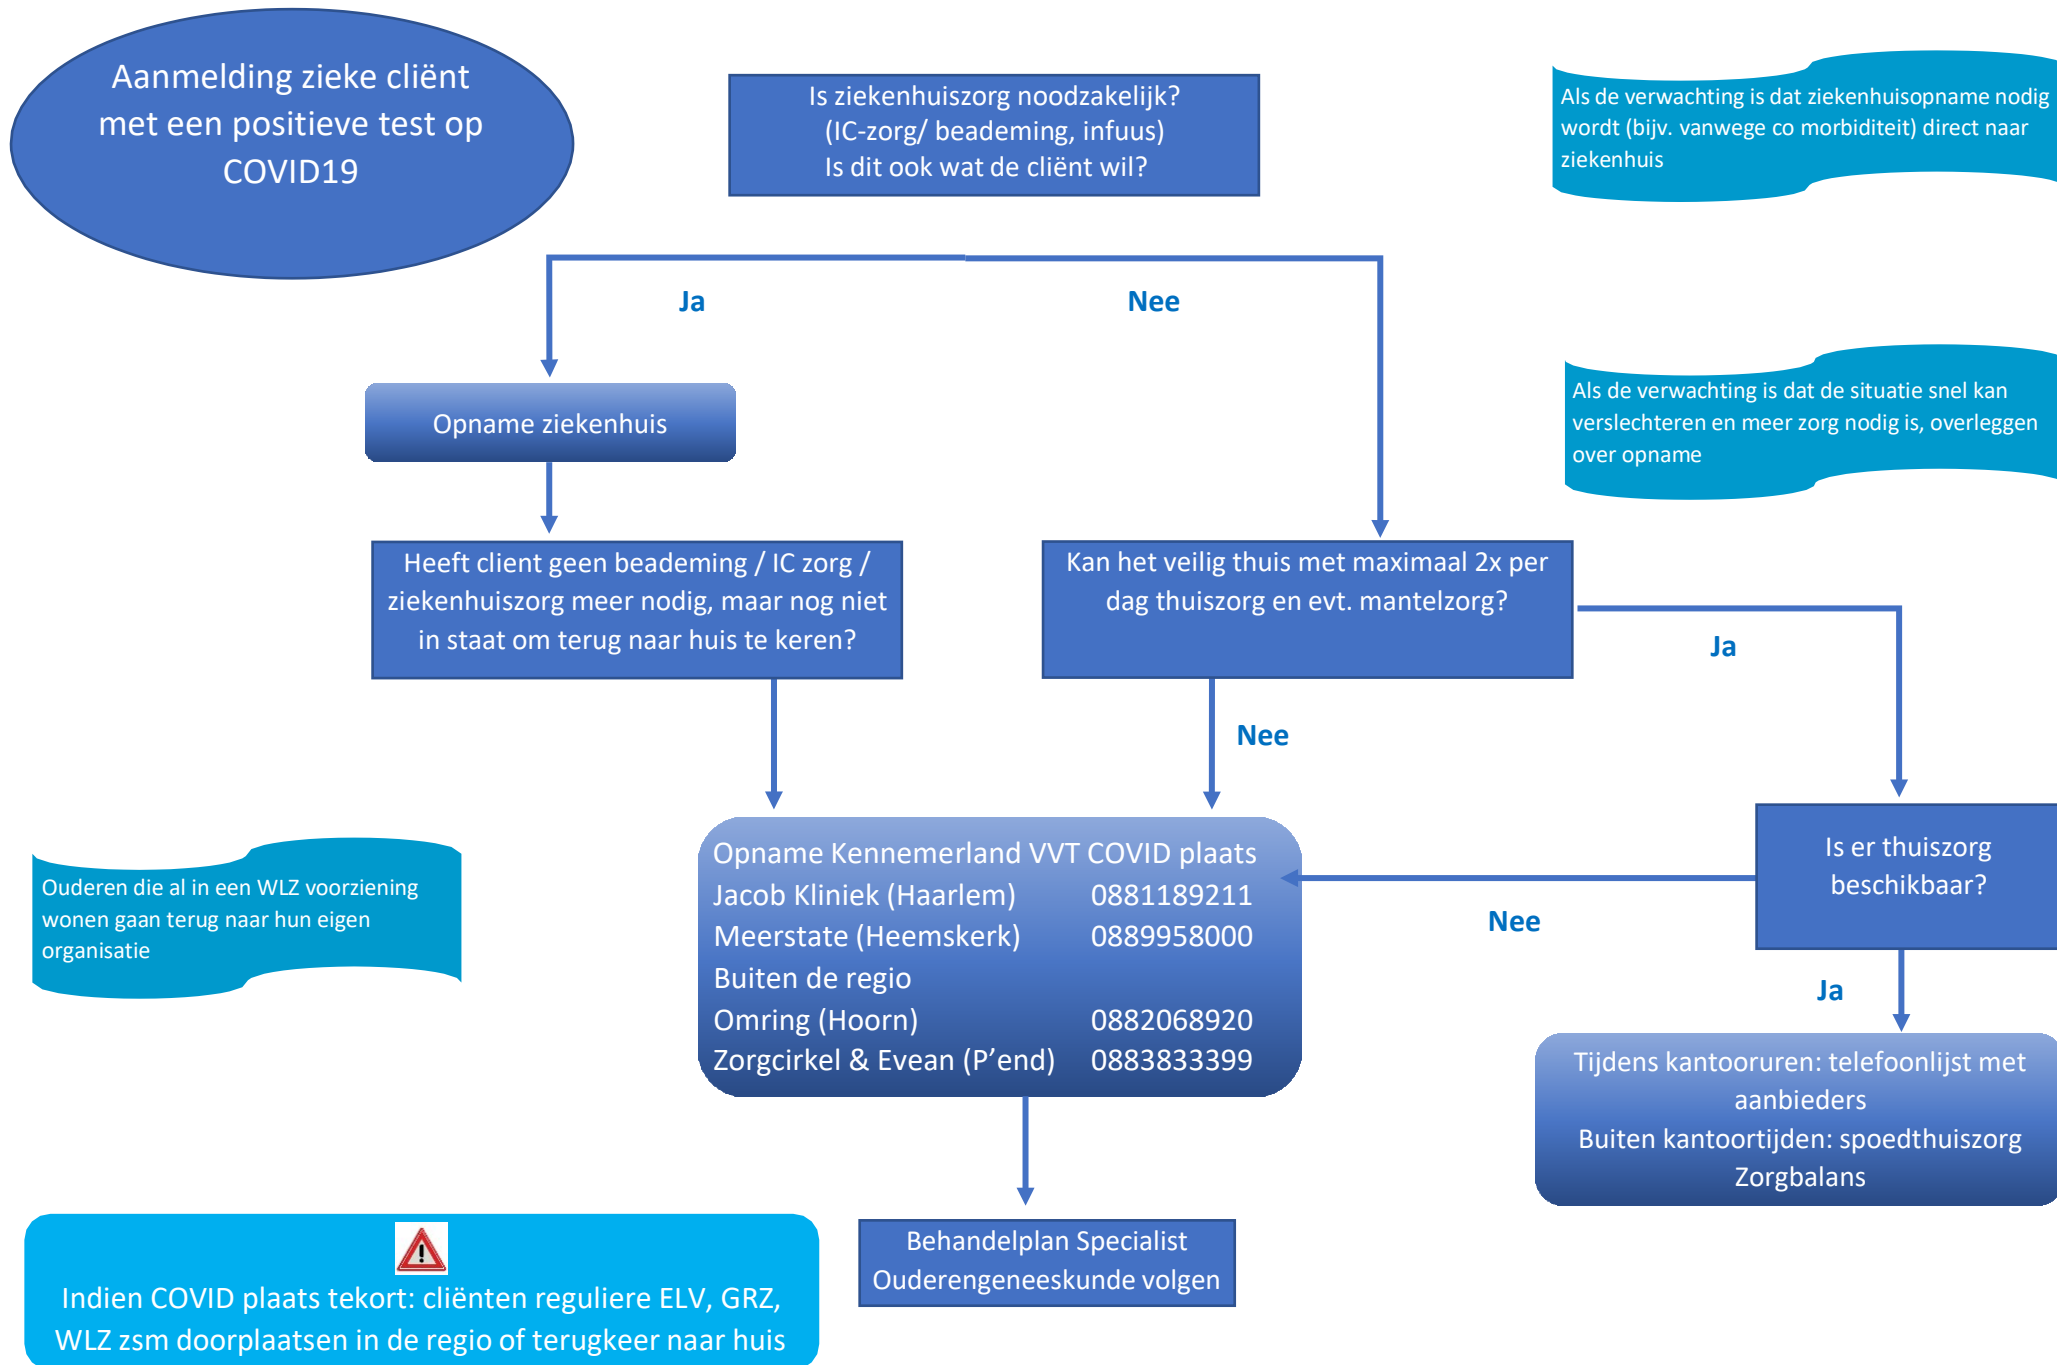 Aanmelding zieke cliënt
met een positieve test op
COVID19
Is ziekenhuiszorg noodzakelijk?
(IC-zorg/ beademing, infuus)
Is dit ook wat de cliënt wil?
Als de verwachting is dat ziekenhuisopname nodig
wordt (bijv. vanwege co morbiditeit) direct naar
ziekenhuis
Ja
Nee
Opname ziekenhuis
Als de verwachting is dat de situatie snel kan
verslechteren en meer zorg nodig is, overleggen
over opname
Heeft client geen beademing / IC zorg /
ziekenhuiszorg meer nodig, maar nog niet
in staat om terug naar huis te keren?
Kan het veilig thuis met maximaal 2x per
dag thuiszorg en evt. mantelzorg?
Ja
Nee
Opname Kennemerland VVT COVID plaats
Jacob Kliniek (Haarlem) 0881189211
Meerstate (Heemskerk) 0889958000
Buiten de regio
Omring (Hoorn) 0882068920
Zorgcirkel & Evean (P'end) 0883833399
Is er thuiszorg
beschikbaar?
Nee
Ja
Ouderen die al in een WLZ voorziening
wonen gaan terug naar hun eigen
organisatie
Tijdens kantooruren: telefoonlijst met
aanbieders
Buiten kantoortijden: spoedthuiszorg
Zorgbalans
Behandelplan Specialist
Ouderengeneeskunde volgen
!
Indien COVID plaats tekort: cliënten reguliere ELV, GRZ,
WLZ zsm doorplaatsen in de regio of terugkeer naar huis